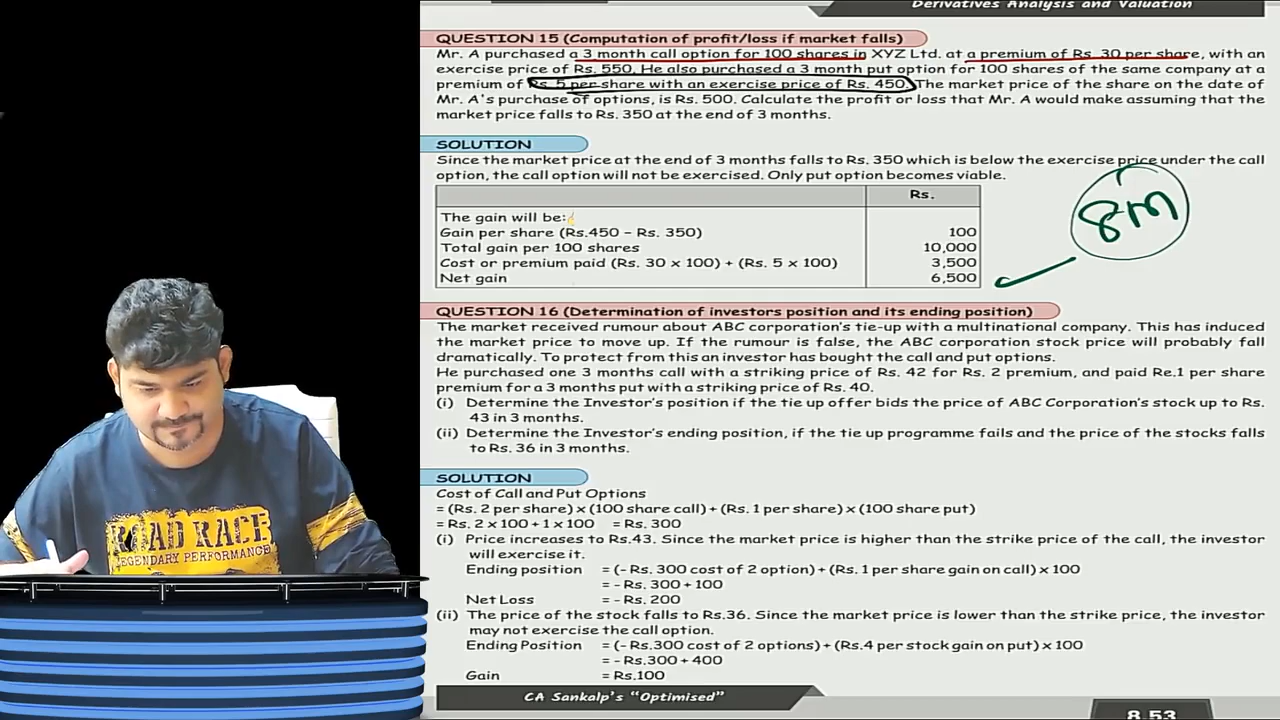 Derivatives Analysis and Valuation
QUESTION 15 (Computation of profit/loss if market falls)
Mr. A purchased a 3 month call option for 100 shares in XYZ Ltd. at a premium of Rs. 30 per share, with an
exercise price of Rs. 550. He also purchased a 3 month put option for 100 shares of the same company at a
premium of Rs. 5 per share with an exercise price of Rs. 450. The market price of the share on the date of
Mr. A's purchase of options, is Rs. 500. Calculate the profit or loss that Mr. A would make assuming that the
market price falls to Rs. 350 at the end of 3 months.
SOLUTION
Since the market price at the end of 3 months falls to Rs. 350 which is below the exercise price under the call
option, the call option will not be exercised. Only put option becomes viable.
Rs.
The gain will be:
Gain per share (Rs.450 – Rs. 350) 100
Total gain per 100 shares 10,000
Cost or premium paid (Rs. 30 x 100) + (Rs. 5 x 100) 3,500
Net gain 6,500
8M
QUESTION 16 (Determination of investors position and its ending position)
The market received rumour about ABC corporation's tie-up with a multinational company. This has induced
the market price to move up. If the rumour is false, the ABC corporation stock price will probably fall
dramatically. To protect from this an investor has bought the call and put options.
He purchased one 3 months call with a striking price of Rs. 42 for Rs. 2 premium, and paid Re.1 per share
premium for a 3 months put with a striking price of Rs. 40.
(i) Determine the Investor's position if the tie up offer bids the price of ABC Corporation's stock up to Rs.
43 in 3 months.
(ii) Determine the Investor's ending position, if the tie up programme fails and the price of the stocks falls
to Rs. 36 in 3 months.
SOLUTION
Cost of Call and Put Options
= (Rs. 2 per share) x (100 share call) + (Rs. 1 per share) x (100 share put)
= Rs. 2 x 100 + 1 x 100 = Rs. 300
(i) Price increases to Rs.43. Since the market price is higher than the strike price of the call, the investor
will exercise it.
Ending position = (- Rs. 300 cost of 2 option) + (Rs. 1 per share gain on call) x 100
= - Rs. 300 + 100
Net Loss = - Rs. 200
(ii) The price of the stock falls to Rs.36. Since the market price is lower than the strike price, the investor
may not exercise the call option.
Ending Position = (- Rs.300 cost of 2 options) + (Rs.4 per stock gain on put) x 100
= - Rs.300 + 400
Gain = Rs.100
CA Sankalp's "Optimised"
8.53
ROAD RACE
LEGENDARY PERFORMANCE